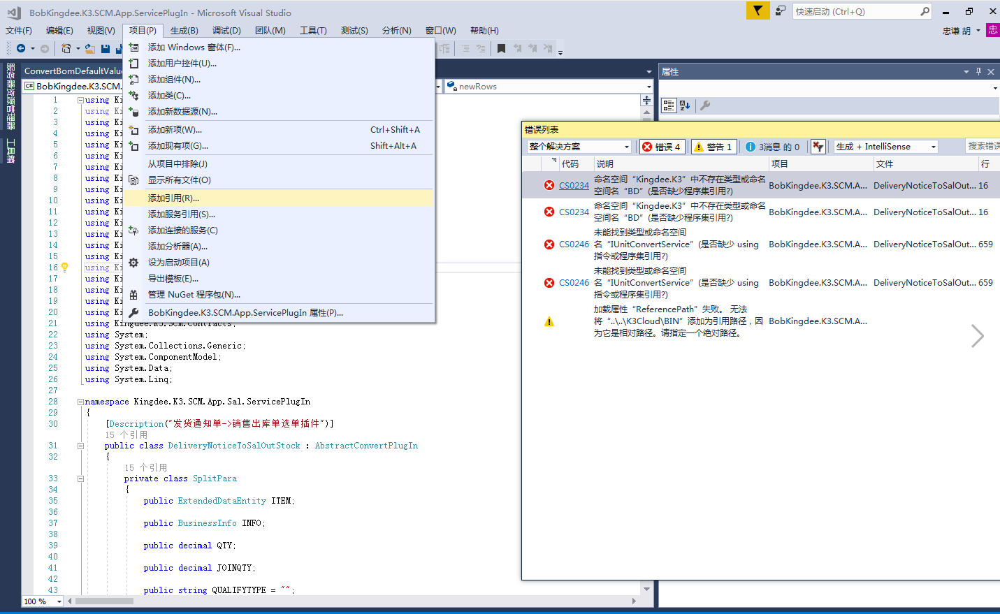 BobKingdee.K3.SCM.App.ServicePlugIn - Microsoft Visual Studio
快速启动 (Ctrl+Q)
文件(F) 编辑(E) 视图(V) 项目(P) 生成(B) 调试(D) 团队(M) 工具(T) 测试(S) 分析(N) 窗口(W) 帮助(H)
忠谦 胡
忠
服务器资源管理器
工具箱
ConvertBomDefaultValu
BobKingdee.K3.SCM.
newRows
添加 Windows 窗体(F)...
添加用户控件(U)...
添加组件(N)...
添加类(C)...
添加新数据源(N)...
添加新项(W)... Ctrl+Shift+A
添加现有项(G)... Shift+Alt+A
从项目中排除(J)
显示所有文件(O)
添加引用(R)...
添加服务引用(S)...
添加连接的服务(C)
添加分析器(A)...
设为启动项目(A)
导出模板(E)...
管理 NuGet 程序包(N)...
BobKingdee.K3.SCM.App.ServicePlugIn 属性(P)...
1 using Ki
2 using Ki
3 using Ki
4 using Ki
5 using Ki
6 using Ki
7 using Ki
8 using Ki
9 using Ki
10 using Ki
11 using Ki
12 using Ki
13 using Ki
14 using Ki
15 using Ki
16 using Ki
17 using Ki
18 using Ki
19 using Ki
20 using Ki
21 using Kingdee.K3.SCM.Contracts;
22 using System;
23 using System.Collections.Generic;
24 using System.ComponentModel;
25 using System.Data;
26 using System.Linq;
27
28 namespace Kingdee.K3.SCM.App.Sal.ServicePlugIn
29 {
30 [Description("发货通知单->销售出库单选单插件")]
15 个引用
31 public class DeliveryNoticeToSalOutStock : AbstractConvertPlugIn
32 {
15 个引用
33 private class SplitPara
34 {
35 public ExtendedDataEntity ITEM;
36
37 public BusinessInfo INFO;
38
39 public decimal QTY;
40
41 public decimal JOINQTY;
42
43 public string QUALIFYTYPE = "";
100 %
属性
错误列表
整个解决方案 错误 4 警告 1 3消息 的 0 生成 + IntelliSense 搜索错误
代码 说明 项目 文件 行
CS0234 命名空间“Kingdee.K3”中不存在类型或命名空间名“BD”(是否缺少程序集引用?) BobKingdee.K3.SCM.A... DeliveryNoticeToSalOut... 16
CS0234 命名空间“Kingdee.K3”中不存在类型或命名空间名“BD”(是否缺少程序集引用?) BobKingdee.K3.SCM.A... DeliveryNoticeToSalOut... 16
CS0246 未能找到类型或命名空间名“IUnitConvertService”(是否缺少 using 指令或程序集引用?) BobKingdee.K3.SCM.A... DeliveryNoticeToSalOut... 659
CS0246 未能找到类型或命名空间名“IUnitConvertService”(是否缺少 using 指令或程序集引用?) BobKingdee.K3.SCM.A... DeliveryNoticeToSalOut... 659
加载属性“ReferencePath”失败。 无法将“..\..\K3Cloud\BIN”添加为引用路径，因为它是相对路径。请指定一个绝对路径。 BobKingdee.K3.SCM.A...